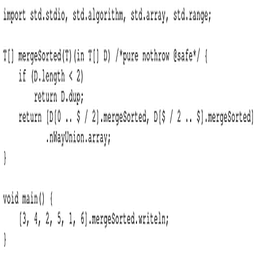 import std.stdio, std.algorithm, std.array, std.range;

T[] mergeSorted(T)(in T[] D) /*pure nothrow @safe*/ {
    if (D.length < 2)
        return D.dup;
    return [D[0 .. $ / 2].mergeSorted, D[$ / 2 .. $].mergeSorted]
           .nWayUnion.array;
}

void main() {
    [3, 4, 2, 5, 1, 6].mergeSorted.writeln;
}